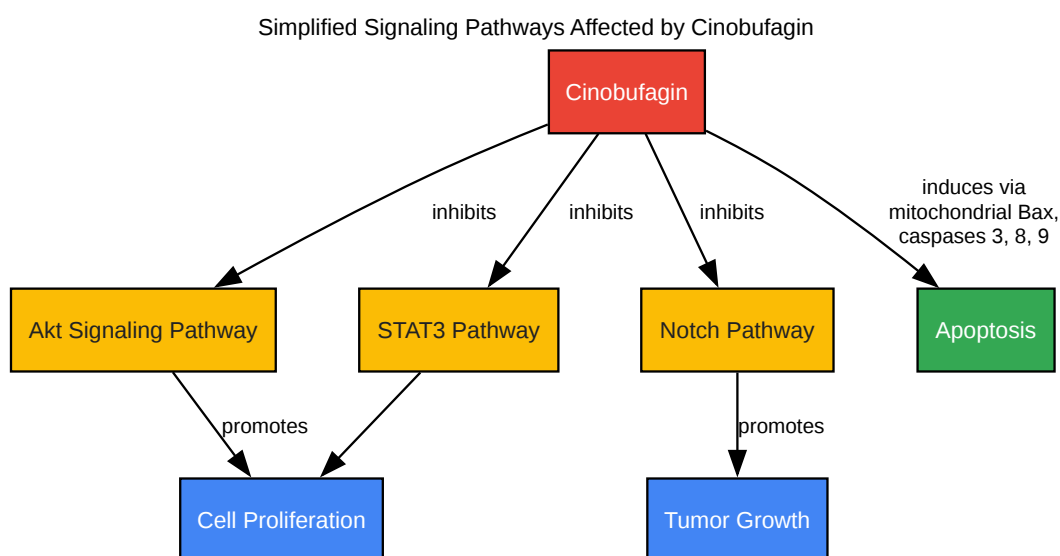 Simplified Signaling Pathways Affected by Cinobufagin
Cinobufagin
induces via
mitochondrial Bax,
caspases 3, 8, 9
inhibits
inhibits
inhibits
Akt Signaling Pathway
STAT3 Pathway
Notch Pathway
Apoptosis
promotes
promotes
Cell Proliferation
Tumor Growth